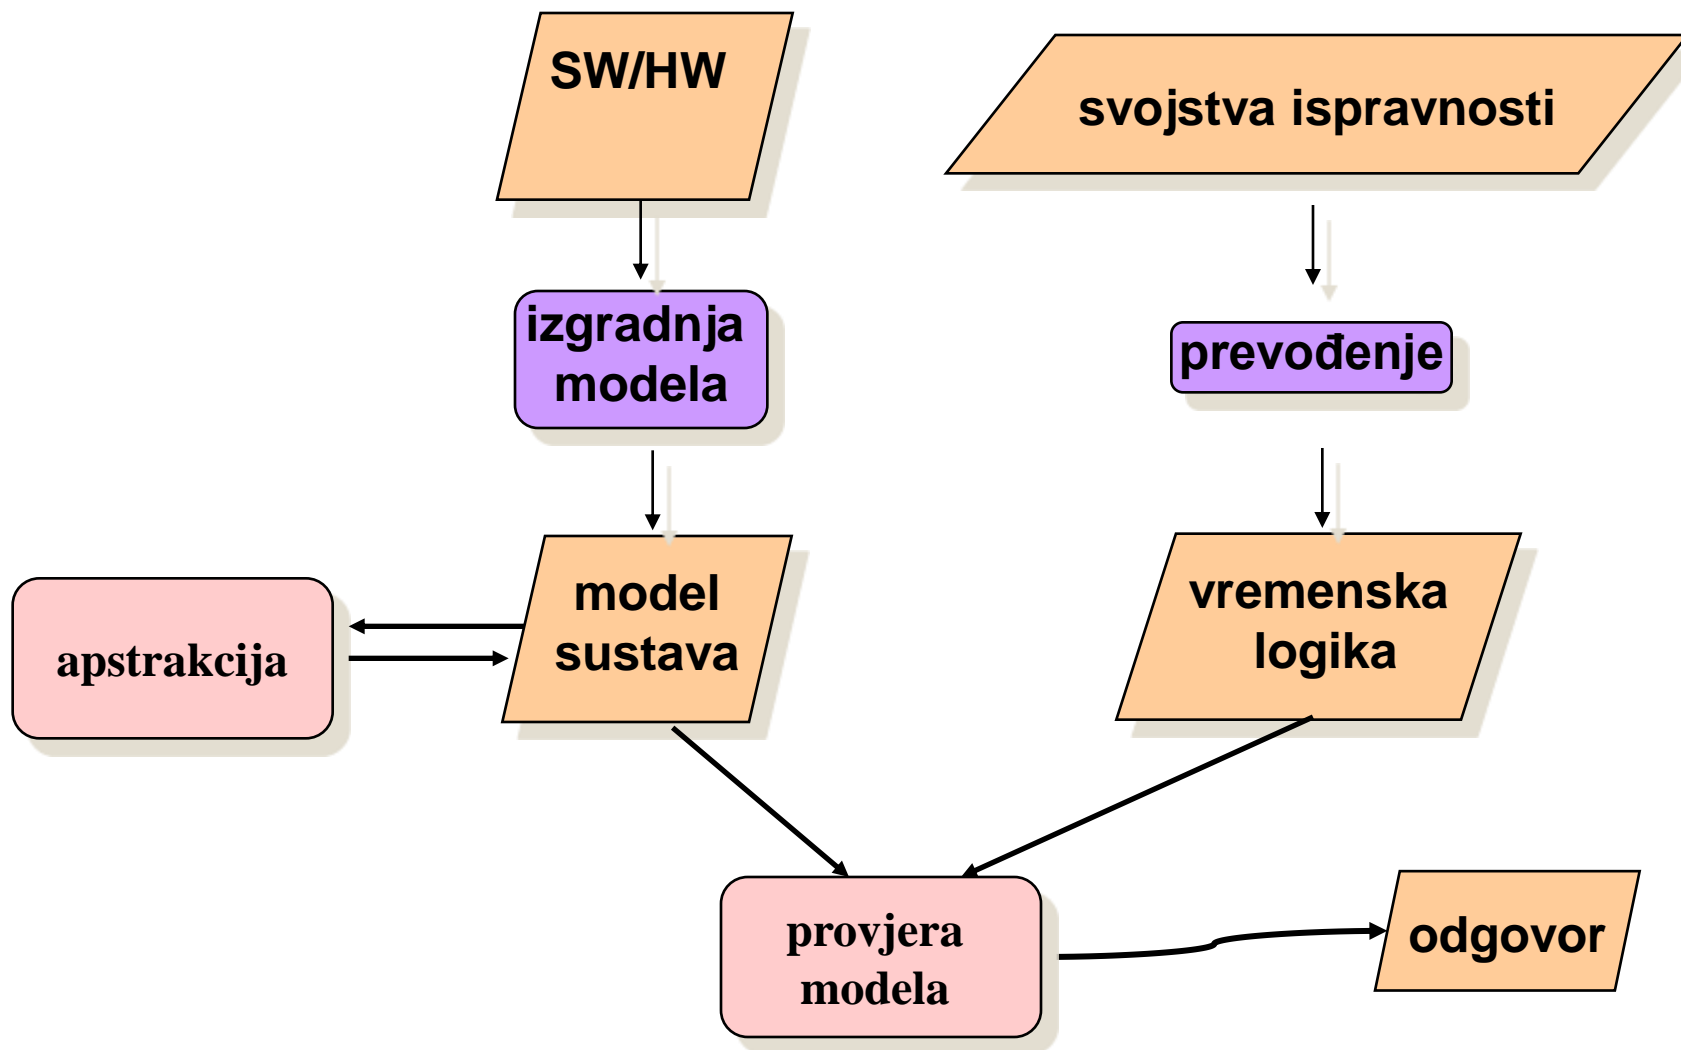 SW/HW
svojstva ispravnosti
izgradnja
modela
prevođenje
model
sustava
vremenska
logika
apstrakcija
provjera
modela
odgovor